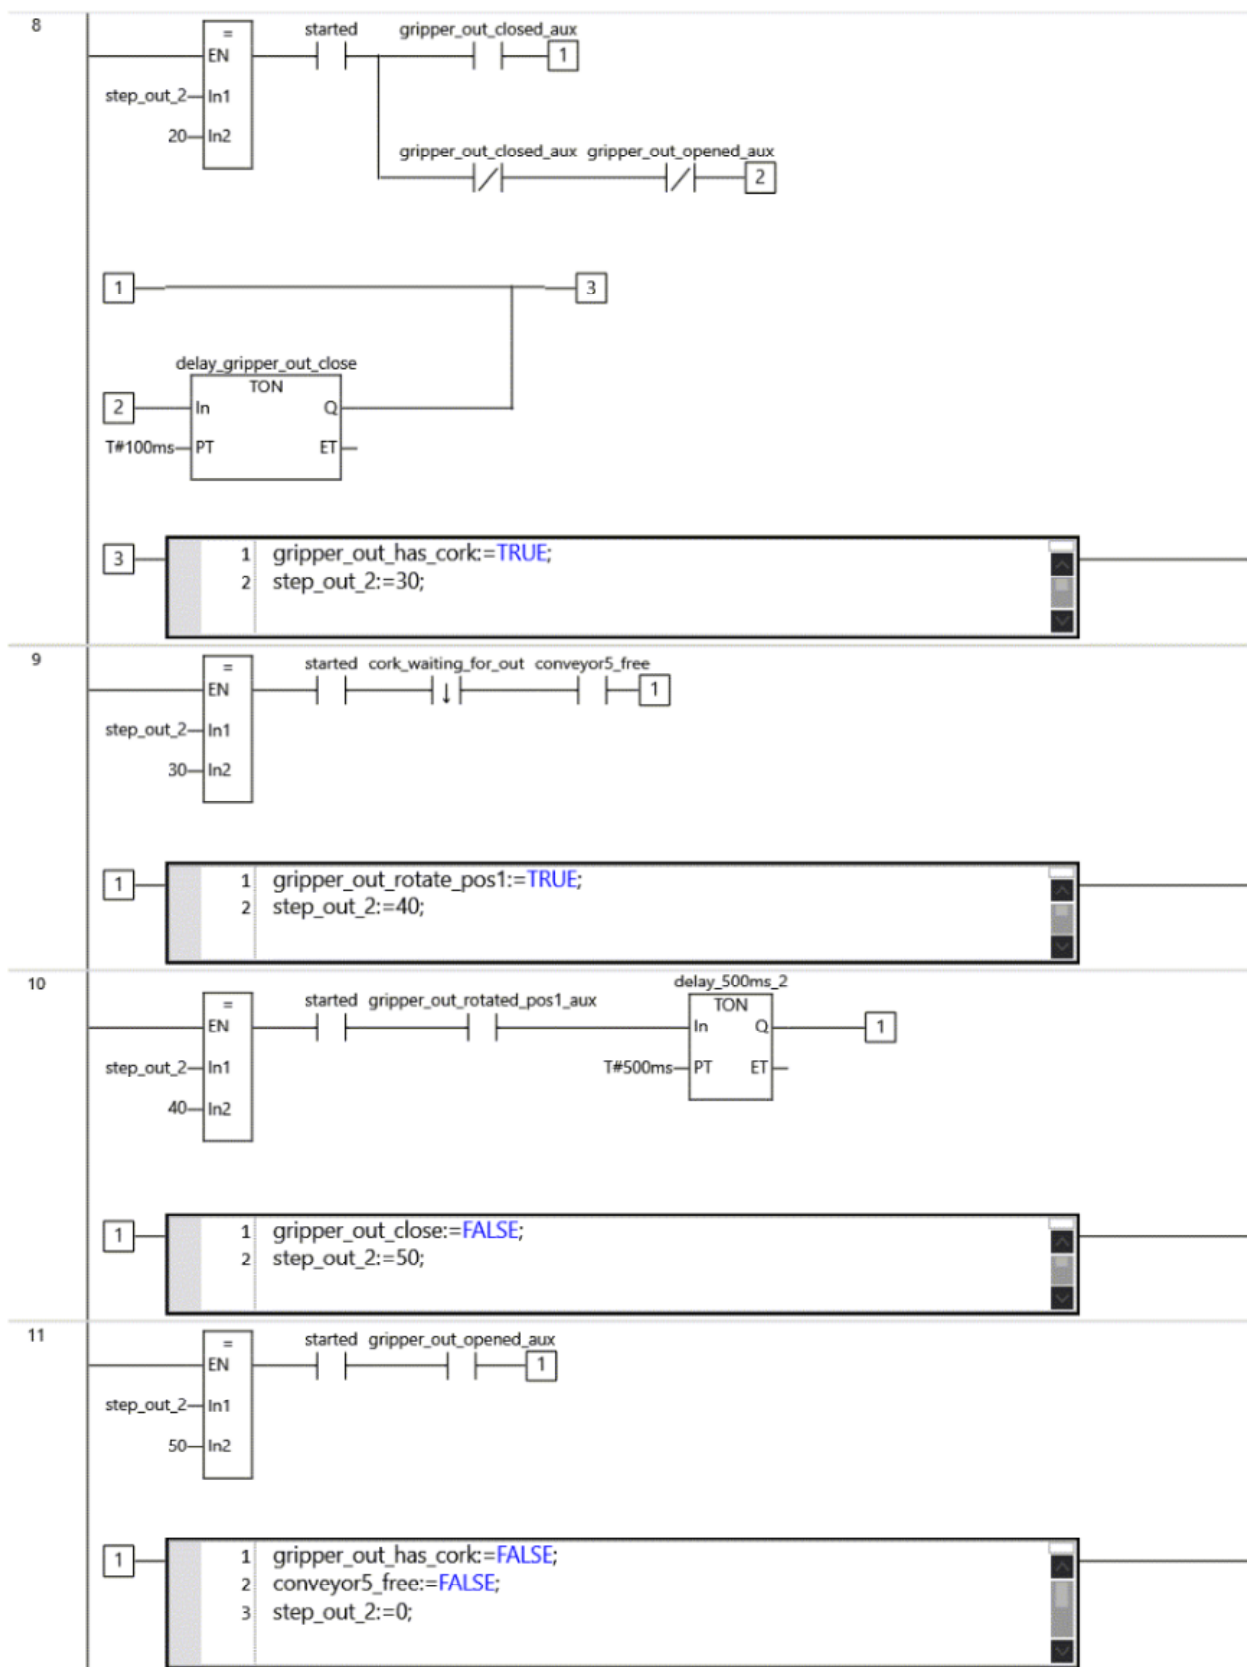 8
=
started gripper_out_closed_aux
EN 1
step_out_2 In1
20 In2
gripper_out_closed_aux gripper_out_opened_aux
2
1 3
delay_gripper_out_close
TON
2 In Q
T#100ms PT ET
3
1 gripper_out_has_cork:=TRUE;
2 step_out_2:=30;
9
=
started cork_waiting_for_out conveyor5_free
EN 1
step_out_2 In1
30 In2
1
1 gripper_out_rotate_pos1:=TRUE;
2 step_out_2:=40;
10
delay_500ms_2
=
started gripper_out_rotated_pos1_aux TON
EN In Q 1
step_out_2 In1 T#500ms PT ET
40 In2
1
1 gripper_out_close:=FALSE;
2 step_out_2:=50;
11
=
started gripper_out_opened_aux
EN 1
step_out_2 In1
50 In2
1
1 gripper_out_has_cork:=FALSE;
2 conveyor5_free:=FALSE;
3 step_out_2:=0;